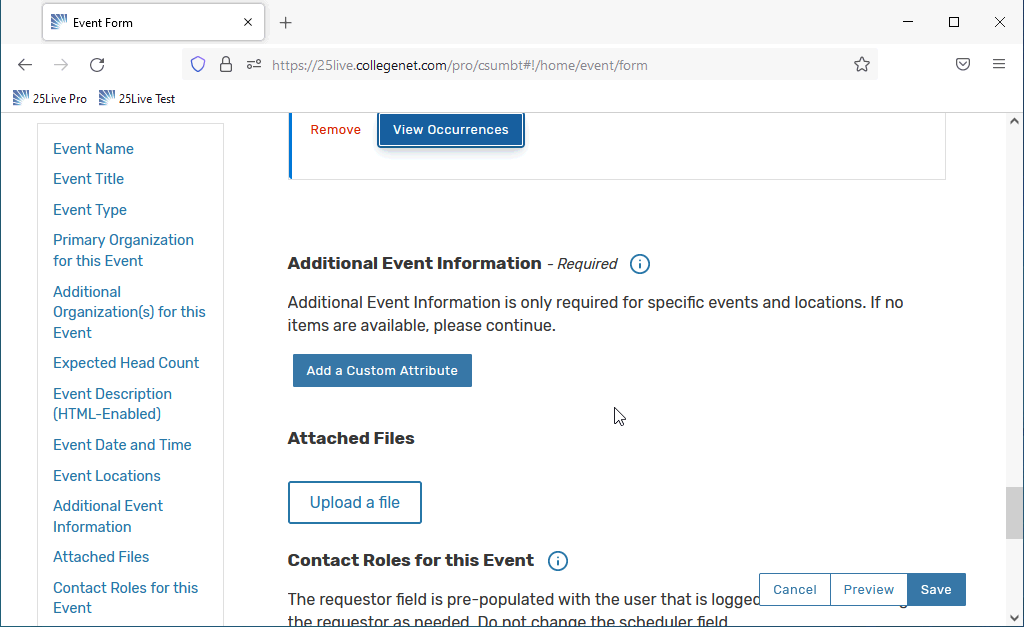 Event Form
https://25live.collegenet.com/pro/csumbt#!/home/event/form
25Live Pro 25Live Test
Event Name
Event Title
Event Type
Primary Organization
for this Event
Additional
Organization(s) for this
Event
Expected Head Count
Event Description
(HTML-Enabled)
Event Date and Time
Event Locations
Additional Event
Information
Attached Files
Contact Roles for this
Event
Remove View Occurrences
Additional Event Information - Required
Additional Event Information is only required for specific events and locations. If no
items are available, please continue.
Add a Custom Attribute
Attached Files
Upload a file
Contact Roles for this Event
The requestor field is pre-populated with the user that is logged
the requestor as needed. Do not change the scheduler field.
Cancel Preview Save